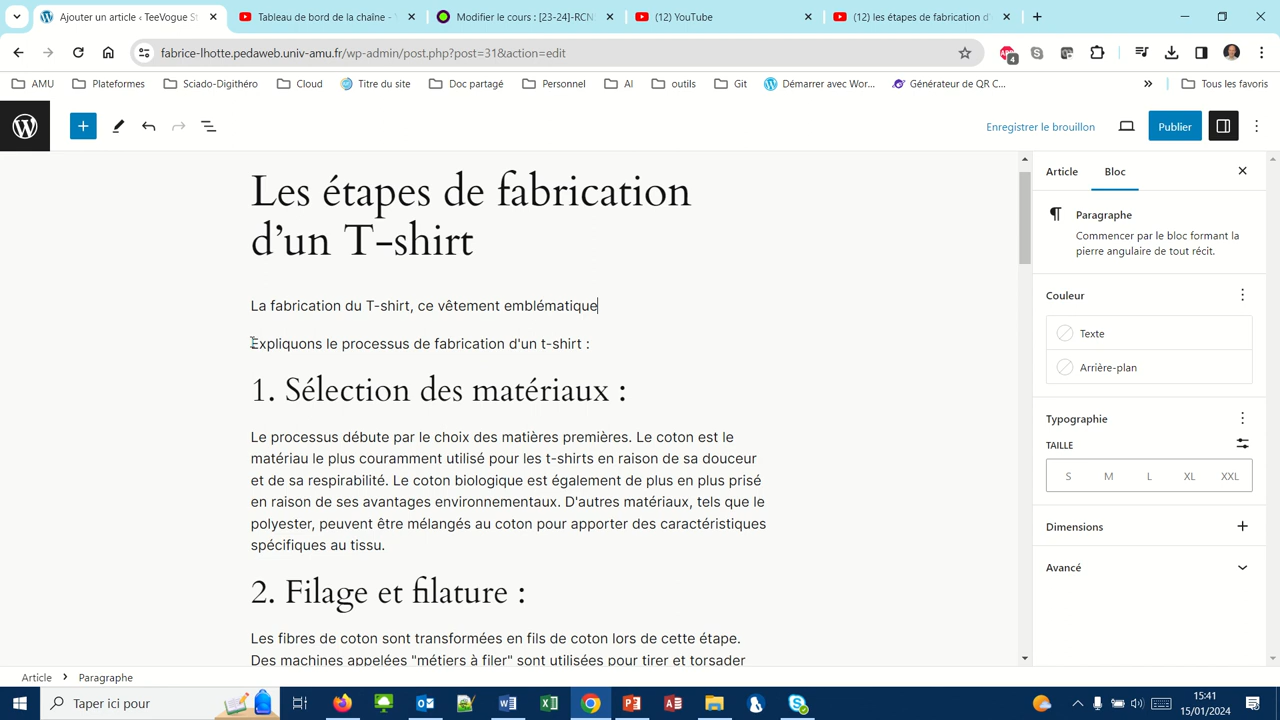 Ajouter un article ‹ TeeVogue St
Tableau de bord de la chaîne -
Modifier le cours : [23-24]-RCN
(12) YouTube
(12) les étapes de fabrication d'
fabrice-lhotte.pedaweb.univ-amu.fr/wp-admin/post.php?post=31&action=edit
4
AMU
Plateformes
Sciado-Digithéro
Cloud
Titre du site
Doc partagé
Personnel
AI
outils
Git
Démarrer avec Wor...
Générateur de QR C...
»
Tous les favoris
Enregistrer le brouillon
Publier
Les étapes de fabrication
d'un T-shirt
La fabrication du T-shirt, ce vêtement emblématique
Expliquons le processus de fabrication d'un t-shirt :
1. Sélection des matériaux :
Le processus débute par le choix des matières premières. Le coton est le
matériau le plus couramment utilisé pour les t-shirts en raison de sa douceur
et de sa respirabilité. Le coton biologique est également de plus en plus prisé
en raison de ses avantages environnementaux. D'autres matériaux, tels que le
polyester, peuvent être mélangés au coton pour apporter des caractéristiques
spécifiques au tissu.
2. Filage et filature :
Les fibres de coton sont transformées en fils de coton lors de cette étape.
Des machines appelées "métiers à filer" sont utilisées pour tirer et torsader
Article
Bloc
Paragraphe
Commencer par le bloc formant la
pierre angulaire de tout récit.
Couleur
Texte
Arrière-plan
Typographie
TAILLE
S M L XL XXL
Dimensions
Avancé
Article
Paragraphe
Taper ici pour
15:41
15/01/2024